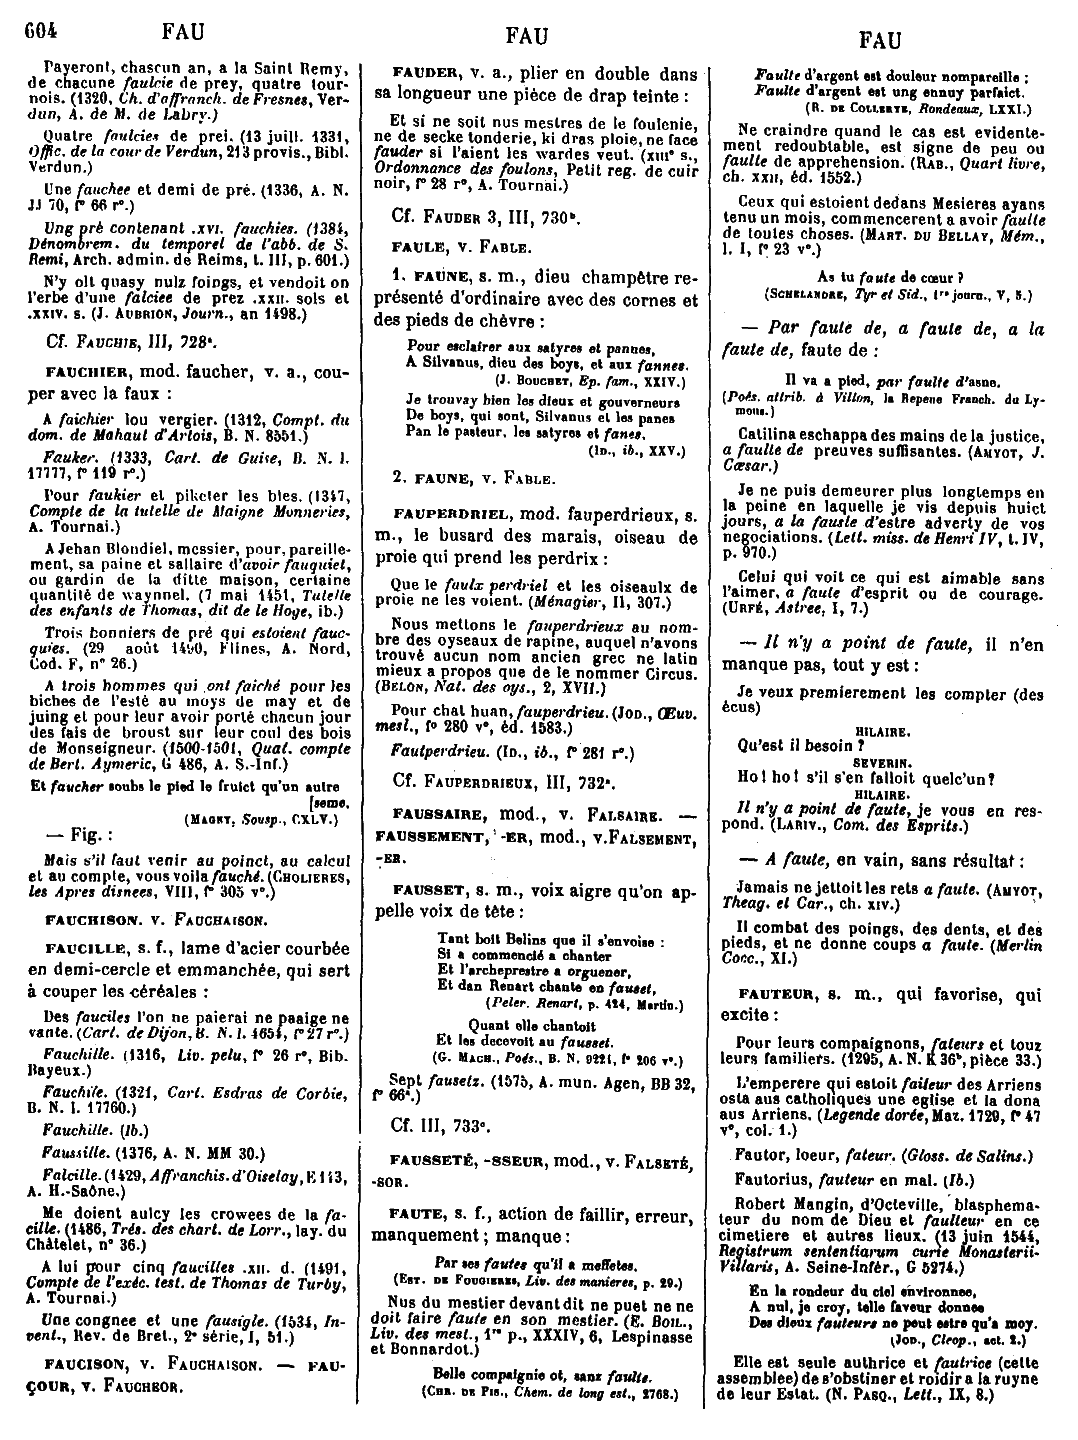 604
FAU
FAU
FAU
Payeront, chascun an, a la Saint Remy,
de chacune faulcie de prey, quatre tour-
nois. (1320, Ch. d'affranch. de Fresnes, Ver-
dun, A. de M. de Labry.)
Quatre faulcies de prei. (13 juill. 1331,
Offic. de la cour de Verdun, 213 provis., Bibl.
Verdun.)
Une fauchee et demi de pré. (1336, A. N.
JJ 70, f° 66 r°.)
Ung pré contenant .xvi. fauchies. (1384,
Dénombrem. du temporel de l'abb. de S.
Remi, Arch. admin. de Reims, t. III, p. 601.)
N'y olt quasy nulz foings, et vendoit on
l'erbe d'une falciee de prez .xxii. sols et
.xxiv. s. (J. AUBRION, Journ., an 1498.)
Cf. FAUCHIE, III, 728ª.
FAUCHIER, mod. faucher, v. a., cou-
per avec la faux :
A faichier lou vergier. (1312, Compt. du
dom. de Mahaut d'Artois, B. N. 8551.)
Fauker. (1333, Cart. de Guise, B. N. l.
17777, f° 119 r°.)
Pour faukier et pikeler les bles. (1347,
Compte de la tutelle de Maigne Monneries,
A. Tournai.)
A Jehan Blondiel, messier, pour, pareille-
ment, sa paine et sallaire d'avoir fauquiet,
ou gardin de la ditte maison, certaine
quantité de waynnel. (7 mai 1451, Tutelle
des enfants de Thomas, dit de le Hoye, ib.)
Trois bonniers de pré qui estoient fauc-
quies. (29 août 1490, Flines, A. Nord,
Cod. F, n° 26.)
A trois hommes qui ont faiché pour les
biches de l'esté au moys de may et de
juing et pour leur avoir porté chacun jour
des fais de broust sur leur coul des bois
de Monseigneur. (1500-1501, Quat. compte
de Bert. Aymeric, G 486, A. S.-Inf.)
Et faucher soubs le pied le fruict qu'un autre
[seme.
(MAGNY, Sousp., CXLV.)
— Fig. :
Mais s'il faut venir au poinct, au calcul
et au compte, vous voila fauché. (CHOLIERES,
les Apres disnees, VIII, f° 305 v°.)
FAUCHISON. V. FAUCHAISON.
FAUCILLE, s. f., lame d'acier courbée
en demi-cercle et emmanchée, qui sert
à couper les céréales :
Des fauciles l'on ne paierai ne paaige ne
vante. (Cart. de Dijon, B. N. l. 4654, f° 27 r°.)
Fauchille. (1316, Liv. pelu, f° 26 r°, Bib.
Bayeux.)
Fauchile. (1321, Cart. Esdras de Corbie,
B. N. l. 17760.)
Fauchille. (Ib.)
Faussille. (1376, A. N. MM 30.)
Falcille. (1429, Affranchis. d'Oiselay, E 143,
A. H.-Saône.)
Me doient aulcy les crowees de la fa-
cille. (1486, Trés. des chart. de Lorr., lay. du
Châtelet, n° 36.)
A lui pour cinq faucilles .xii. d. (1491,
Compte de l'exéc. test. de Thomas de Turby,
A. Tournai.)
Une congnee et une fausigle. (1534, In-
vent., Rev. de Bret., 2e série, I, 51.)
FAUCISON, v. FAUCHAISON. — FAU-
ÇOUR, v. FAUCHEOR.
FAUDER, v. a., plier en double dans
sa longueur une pièce de drap teinte :
Et si ne soit nus mestres de le foulenie,
ne de secke tonderie, ki dras ploie, ne face
fauder si l'aient les wardes veut. (XIIIe s.,
Ordonnance des foulons, Petit reg. de cuir
noir, f° 28 r°, A. Tournai.)
Cf. FAUDER 3, III, 730b.
FAULE, v. FABLE.
1. FAUNE, s. m., dieu champêtre re-
présenté d'ordinaire avec des cornes et
des pieds de chèvre :
Pour esclairer aux satyres et pannes,
A Silvanus, dieu des boys, et aux fannes.
(J. BOUCHET, Ep. fam., XXIV.)
Je trouvay bien les dieux et gouverneurs
De boys, qui sont, Silvanus et les panes
Pan le pasteur, les satyros et fanes.
(ID., ib., XXV.)
2. FAUNE, v. FABLE.
FAUPERDRIEL, mod. fauperdrieux, s.
m., le busard des marais, oiseau de
proie qui prend les perdrix :
Que le faulx perdriel et les oiseaulx de
proie ne les voient. (Ménagier, II, 307.)
Nous mettons le fauperdrieux au nom-
bre des oyseaux de rapine, auquel n'avons
trouvé aucun nom ancien grec ne latin
mieux a propos que de le nommer Circus.
(BELON, Nat. des oys., 2, XVII.)
Pour chat huan, fauperdrieu. (JOD., Œuv.
mesl., f° 280 v°, éd. 1583.)
Fautperdrieu. (ID., ib., f° 281 r°.)
Cf. FAUPERDRIEUX, III, 732ª.
FAUSSAIRE, mod., v. FALSAIRE. —
FAUSSEMENT, -ER, mod., v. FALSEMENT,
-ER.
FAUSSET, s. m., voix aigre qu'on ap-
pelle voix de tête :
Tant boit Belins que il s'envoise :
Si a commencié a chanter
Et l'archeprestre a orguener,
Et dan Renart chante en fauset,
(Peler. Renart, p. 424, Martin.)
Quant elle chantoit
Et les decevoit au fausset.
(G. MACH., Poés., B. N. 9221, f° 206 v°.)
Sept fausetz. (1575, A. mun. Agen, BB 32,
f° 66ª.)
Cf. III, 733c.
FAUSSETÉ, -SSEUR, mod., v. FALSETÉ,
-SOR.
FAUTE, s. f., action de faillir, erreur,
manquement ; manque :
Par ses fautes qu'il a meffetes.
(EST. DE FOUGIERES, Liv. des manieres, p. 29.)
Nus du mestier devant dit ne puet ne ne
doit faire faute en son mestier. (E. BOIL.,
Liv. des mest., 1re p., XXXIV, 6, Lespinasse
et Bonnardot.)
Belle compaignie ot, sanz faulte.
(CHR. DE PIS., Chem. de long est., 2768.)
Faulte d'argent est douleur nompareille ;
Faulte d'argent est ung ennuy parfaict.
(R. DE COLLERYE, Rondeaux, LXXI.)
Ne craindre quand le cas est evidente-
ment redoubtable, est signe de peu ou
faulte de apprehension. (RAB., Quart livre,
ch. XXII, éd. 1552.)
Ceux qui estoient dedans Mesieres ayans
tenu un mois, commencerent a avoir faulte
de toutes choses. (MART. DU BELLAY, Mém.,
l. I, f° 23 v°.)
As tu faute de cœur ?
(SCHELANDRE, Tyr et Sid., 1re journ., V, 5.)
— Par faute de, a faute de, a la
faute de, faute de :
Il va a pied, par faulte d'asne.
(Poés. attrib. à Villon, la Repeue Franch. du Ly-
mous.)
Catilina eschappa des mains de la justice,
a faulte de preuves suffisantes. (AMYOT, J.
Cæsar.)
Je ne puis demeurer plus longtemps en
la peine en laquelle je vis depuis huict
jours, a la fauste d'estre adverty de vos
negociations. (Lett. miss. de Henri IV, t. IV,
p. 970.)
Celui qui voit ce qui est aimable sans
l'aimer, a faute d'esprit ou de courage.
(URFÉ, Astree, I, 7.)
— Il n'y a point de faute, il n'en
manque pas, tout y est :
Je veux premierement les compter (des
écus)
HILAIRE.
Qu'est il besoin ?
SEVERIN.
Ho! ho! s'il s'en falloit quelc'un?
HILAIRE.
Il n'y a point de faute, je vous en res-
pond. (LARIV., Com. des Esprits.)
— A faute, en vain, sans résultat :
Jamais ne jettoit les rets a faute. (AMYOT,
Theag. et Car., ch. XIV.)
Il combat des poings, des dents, et des
pieds, et ne donne coups a faute. (Merlin
Cocc., XI.)
FAUTEUR, s. m., qui favorise, qui
excite :
Pour leurs compaignons, fateurs et touz
leurs familiers. (1295, A. N. K 36b, pièce 33.)
L'emperere qui estoit faiteur des Arriens
osta aus catholiques une eglise et la dona
aus Arriens. (Legende dorée, Maz. 1729, f° 47
v°, col. 1.)
Fautor, loeur, fateur. (Gloss. de Salins.)
Fautorius, fauteur en mal. (Ib.)
Robert Mangin, d'Octeville, blasphema-
teur du nom de Dieu et faulteur en ce
cimetiere et autres lieux. (13 juin 1544,
Registrum sententiarum curie Monasterii-
Villaris, A. Seine-Infér., G 5274.)
En la rondeur du ciel environnee,
A nul, je croy, telle faveur donnee
Des dieux fauteurs ne peut estre qu'a moy.
(JOD., Cleop., act. 2.)
Elle est seule authrice et fautrice (cette
assemblee) de s'obstiner et roidir a la ruyne
de leur Estat. (N. PASQ., Lett., IX, 8.)